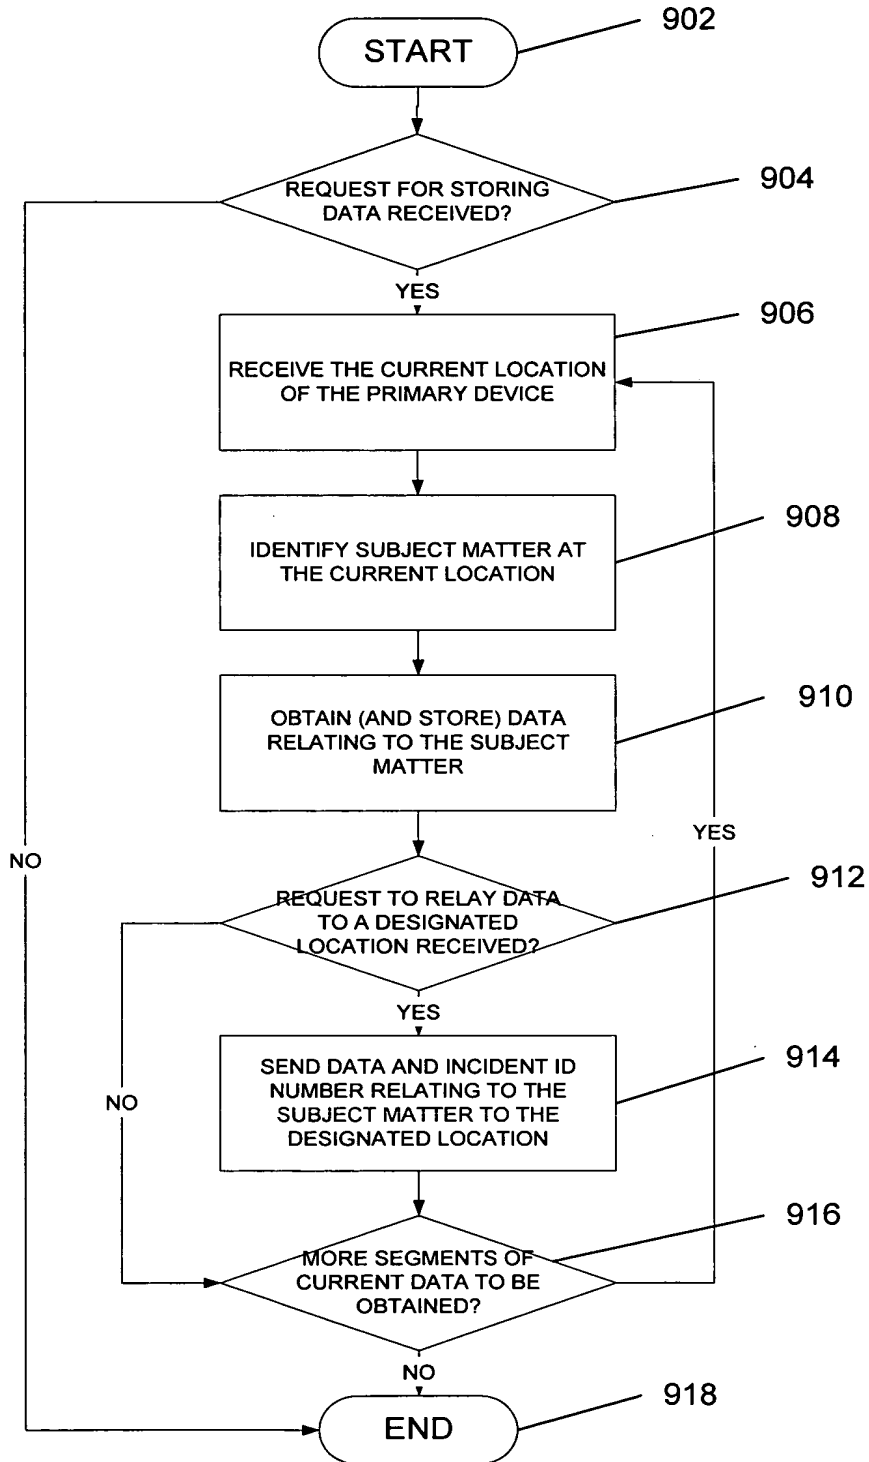 START
902
REQUEST FOR STORING
DATA RECEIVED?
904
YES
906
RECEIVE THE CURRENT LOCATION
OF THE PRIMARY DEVICE
908
IDENTIFY SUBJECT MATTER AT
THE CURRENT LOCATION
910
OBTAIN (AND STORE) DATA
RELATING TO THE SUBJECT
MATTER
YES
NO
912
REQUEST TO RELAY DATA
TO A DESIGNATED
LOCATION RECEIVED?
YES
914
SEND DATA AND INCIDENT ID
NUMBER RELATING TO THE
SUBJECT MATTER TO THE
DESIGNATED LOCATION
NO
916
MORE SEGMENTS OF
CURRENT DATA TO BE
OBTAINED?
NO
918
END